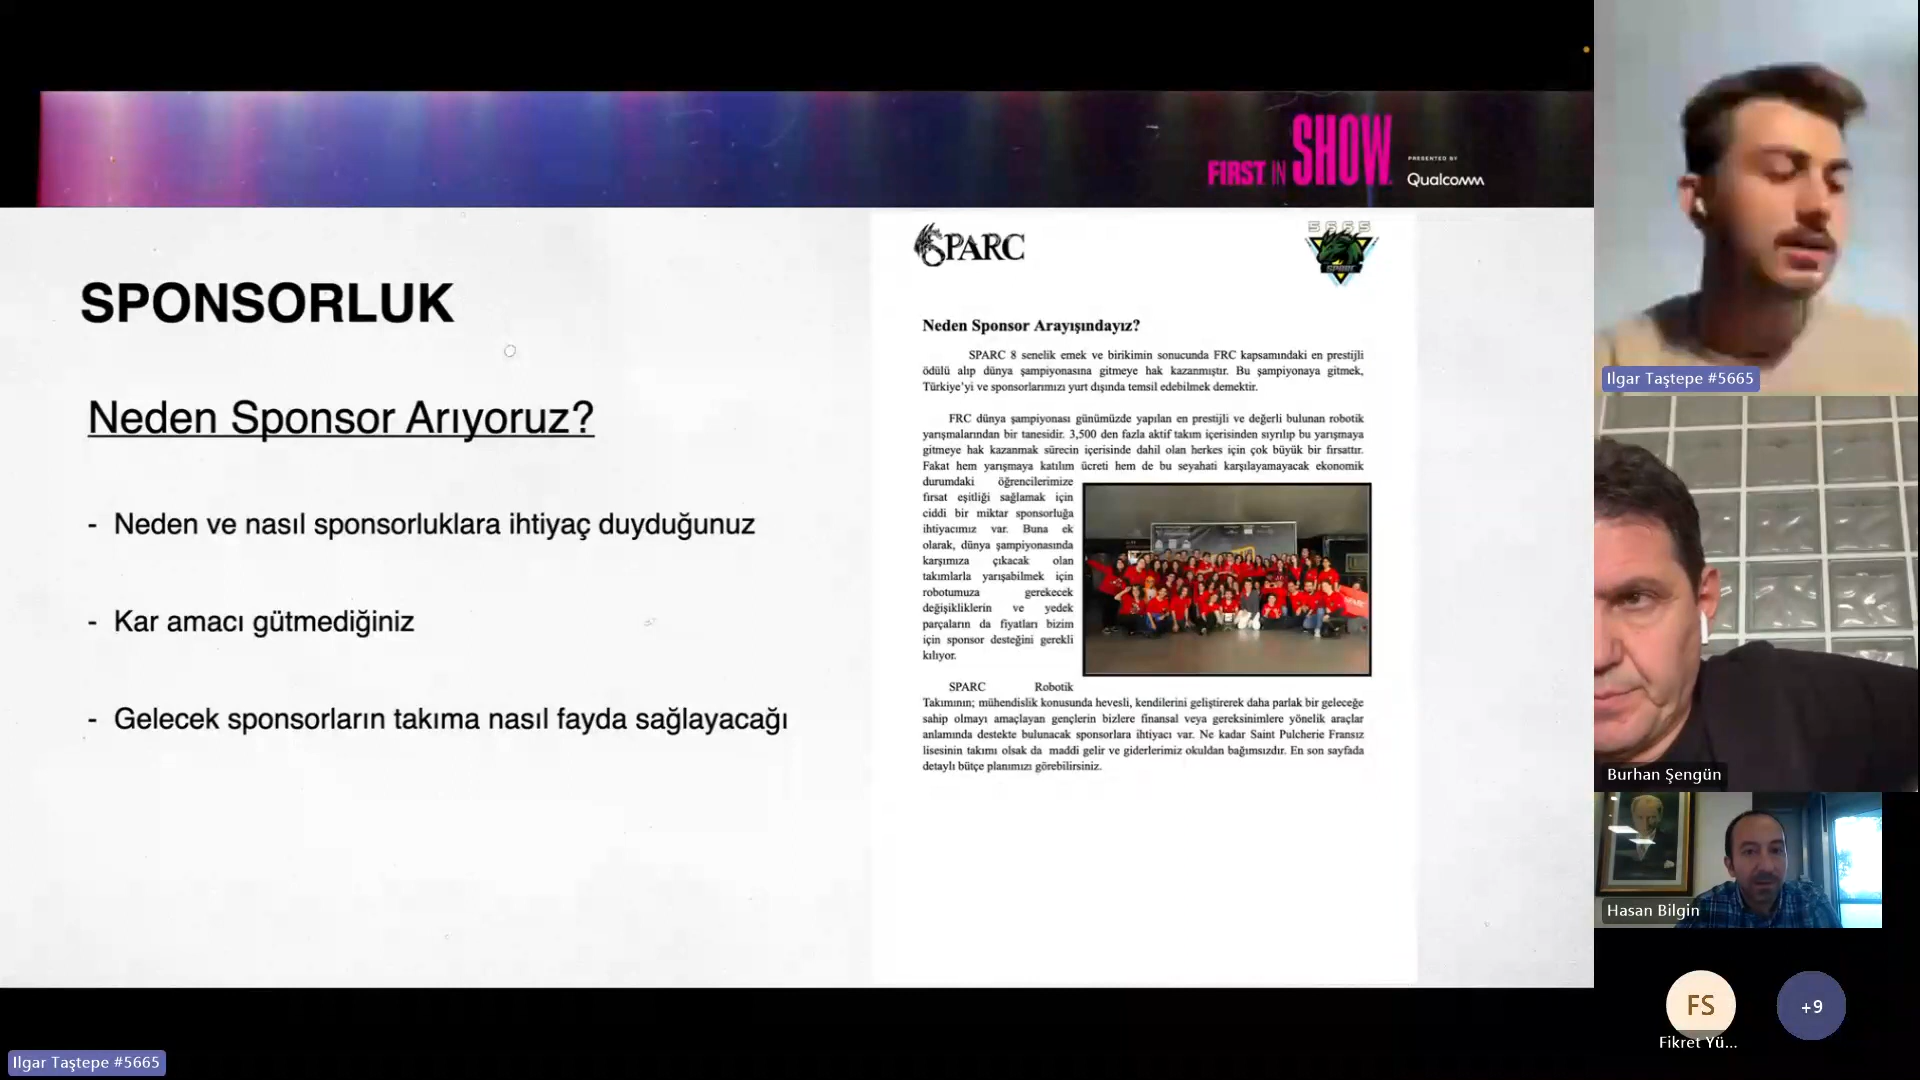 FIRST IN SHOW
PRESENTED BY
Qualcomm
SPONSORLUK
Neden Sponsor Arıyoruz?
- Neden ve nasıl sponsorluklara ihtiyaç duyduğunuz
- Kar amacı gütmediğiniz
- Gelecek sponsorların takıma nasıl fayda sağlayacağı
SPARC
5665
SPARC
Neden Sponsor Arayışındayız?
SPARC 8 senelik emek ve birikimin sonucunda FRC kapsamındaki en prestijli
ödülü alıp dünya şampiyonasına gitmeye hak kazanmıştır. Bu şampiyonaya gitmek,
Türkiye'yi ve sponsorlarımızı yurt dışında temsil edebilmek demektir.
FRC dünya şampiyonası günümüzde yapılan en prestijli ve değerli bulunan robotik
yarışmalarından bir tanesidir. 3,500 den fazla aktif takım içerisinden sıyrılıp bu yarışmaya
gitmeye hak kazanmak sürecin içerisinde dahil olan herkes için çok büyük bir fırsattır.
Fakat hem yarışmaya katılım ücreti hem de bu seyahati karşılayamayacak ekonomik
durumdaki öğrencilerimize
fırsat eşitliği sağlamak için
ciddi bir miktar sponsorluğa
ihtiyacımız var. Buna ek
olarak, dünya şampiyonasında
karşımıza çıkacak olan
takımlarla yarışabilmek için
robotumuza gerekecek
değişikliklerin ve yedek
parçaların da fiyatları bizim
için sponsor desteğini gerekli
kılıyor.
SPARC Robotik
Takımının; mühendislik konusunda hevesli, kendilerini geliştirerek daha parlak bir geleceğe
sahip olmayı amaçlayan gençlerin bizlere finansal veya gereksinimlere yönelik araçlar
anlamında destekte bulunacak sponsorlara ihtiyacı var. Ne kadar Saint Pulcherie Fransız
lisesinin takımı olsak da maddi gelir ve giderlerimiz okuldan bağımsızdır. En son sayfada
detaylı bütçe planımızı görebilirsiniz.
Ilgar Taştepe #5665
Burhan Şengün
Hasan Bilgin
FS
Fikret Yü...
+9
Ilgar Taştepe #5665